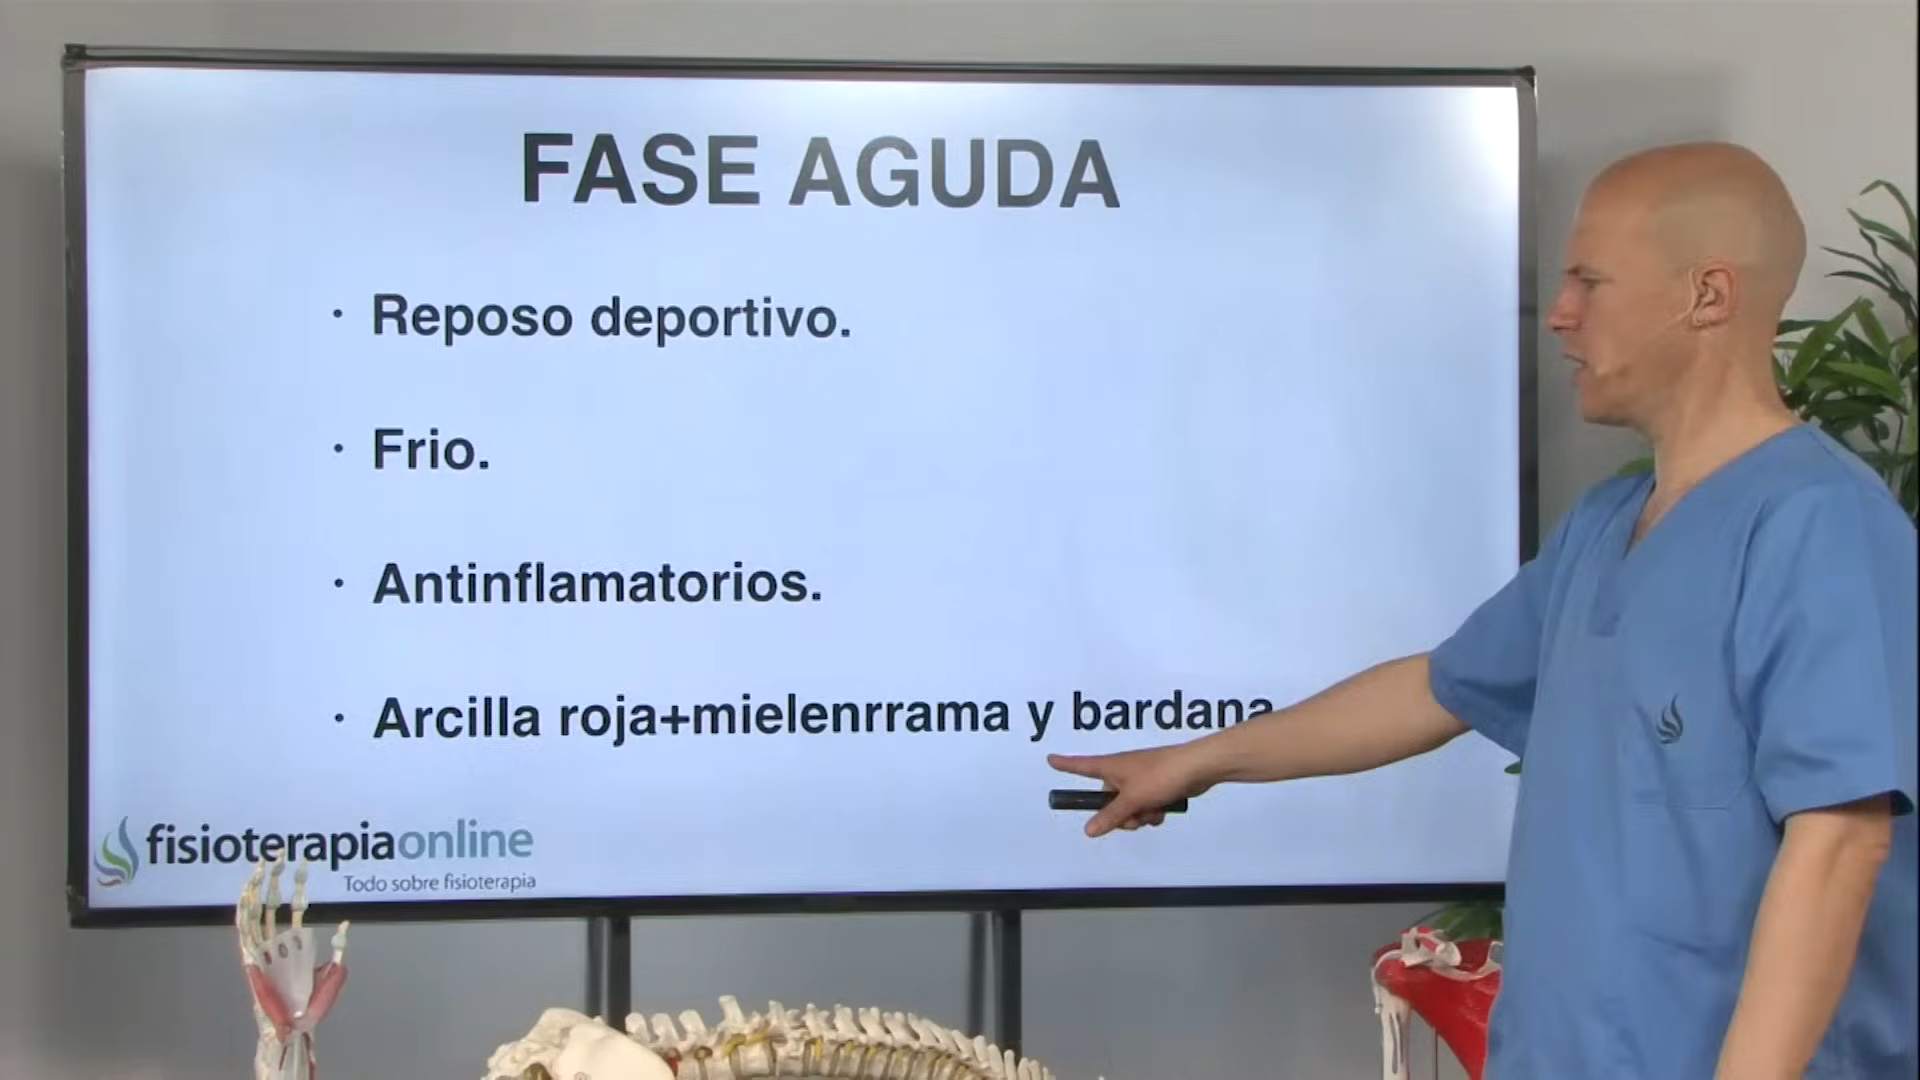 FASE AGUDA
· Reposo deportivo.
· Frio.
· Antinflamatorios.
· Arcilla roja+mielenrrama y bardana
fisioterapiaonline
Todo sobre fisioterapia